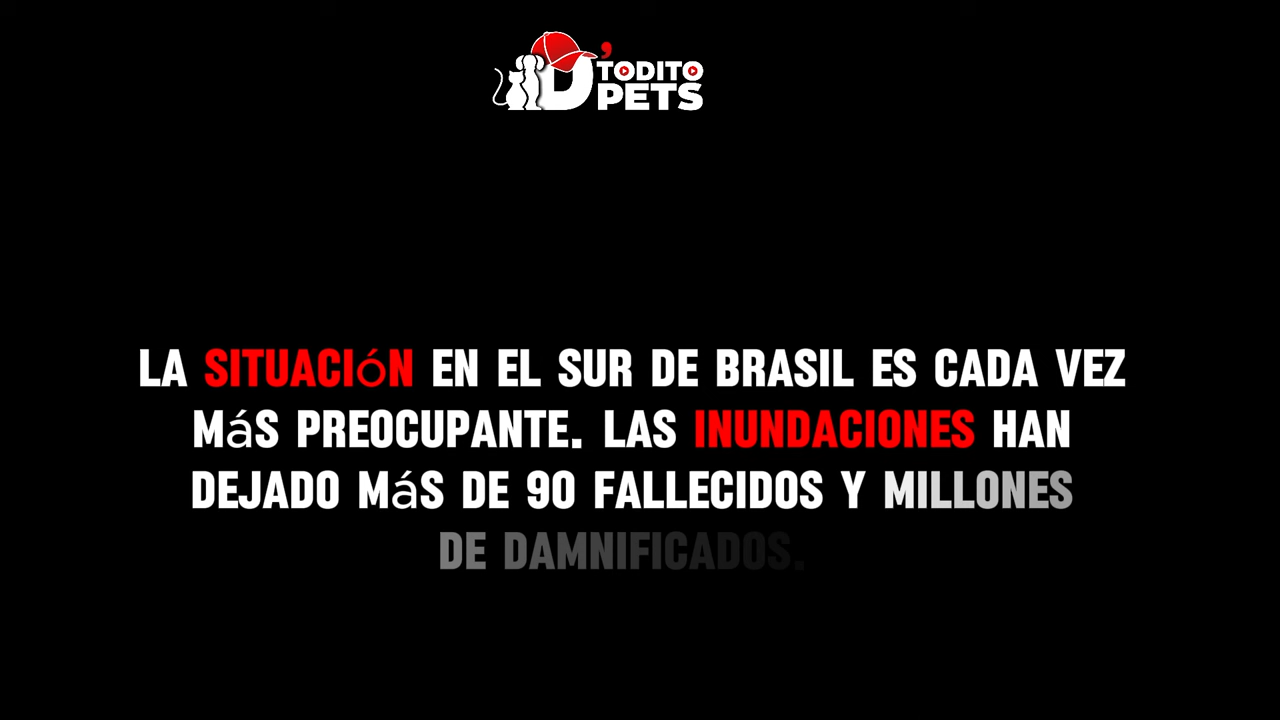 D'TODITO
PETS
LA SITUACIóN EN EL SUR DE BRASIL ES CADA VEZ
MáS PREOCUPANTE. LAS INUNDACIONES HAN
DEJADO MáS DE 90 FALLECIDOS Y MILLONES
DE DAMNIFICADOS.